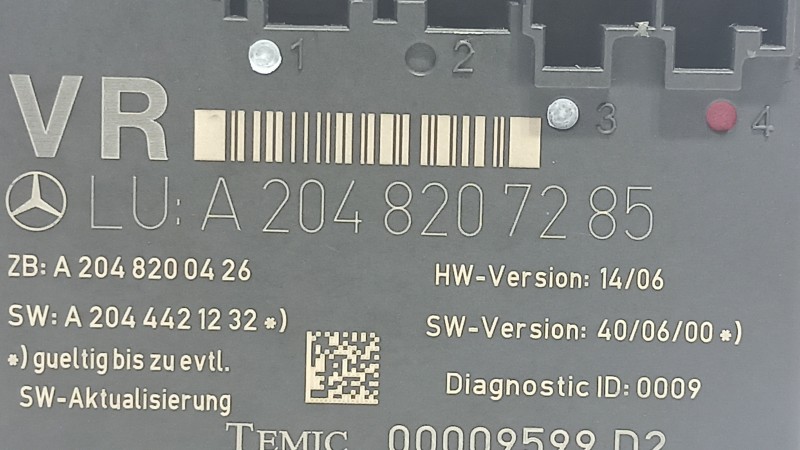 1 2 3 4
VR
LU: A 204 820 72 85
ZB: A 204 820 04 26
HW-Version: 14/06
SW: A 204 442 12 32 *)
SW-Version: 40/06/00 *)
*) gueltig bis zu evtl.
SW-Aktualisierung
Diagnostic ID: 0009
TEMIC 00009599 D2